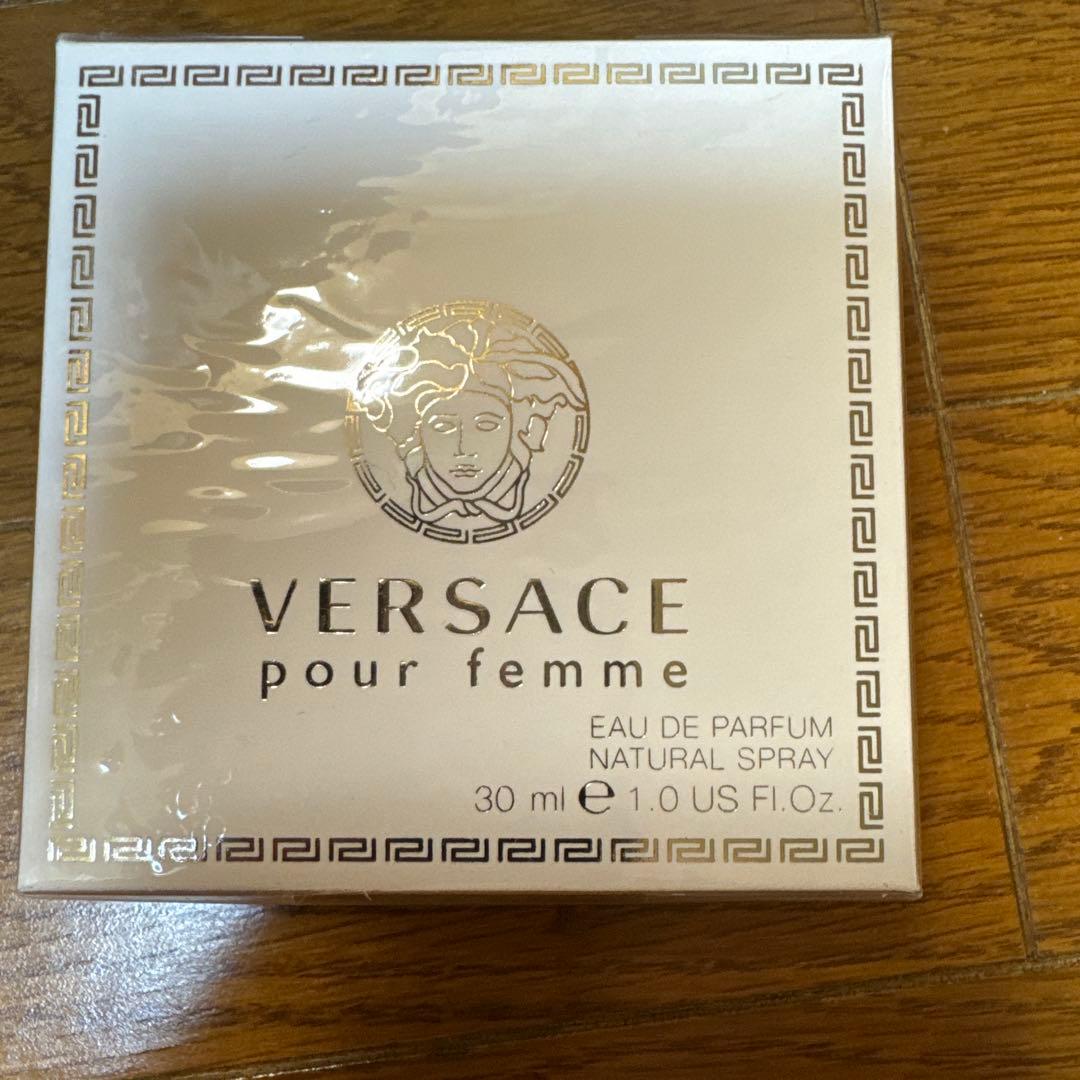 VERSACE
pour femme
EAU DE PARFUM
NATURAL SPRAY
30 ml ℮ 1.0 US Fl.Oz.